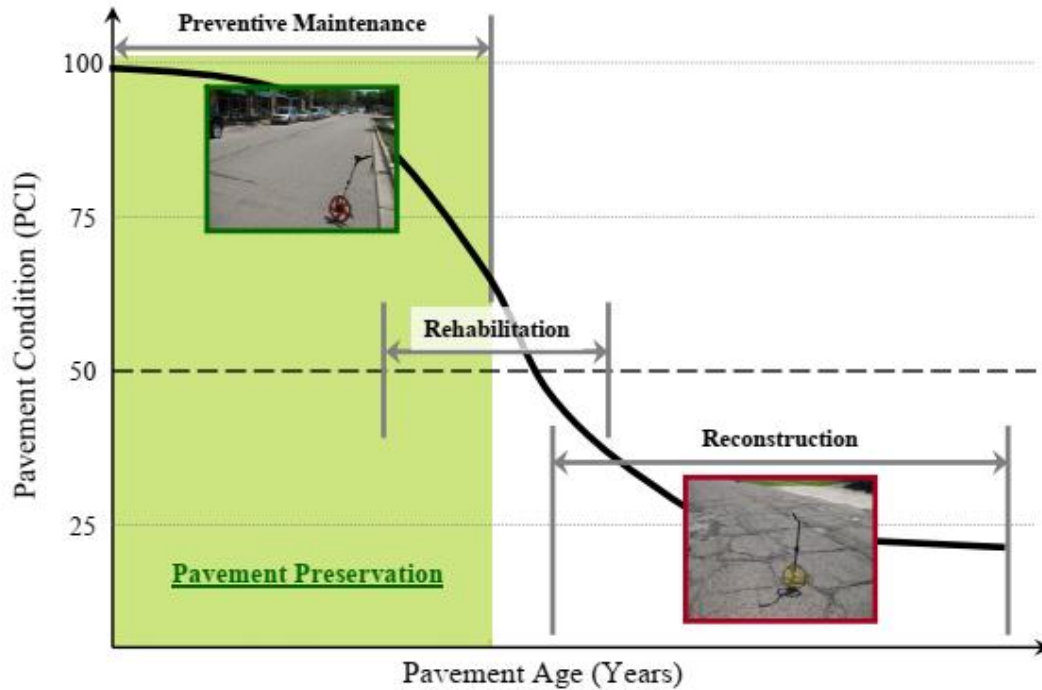 Preventive Maintenance
100
75
Rehabilitation
50
Reconstruction
25
Pavement Preservation
Pavement Condition (PCI)
Pavement Age (Years)